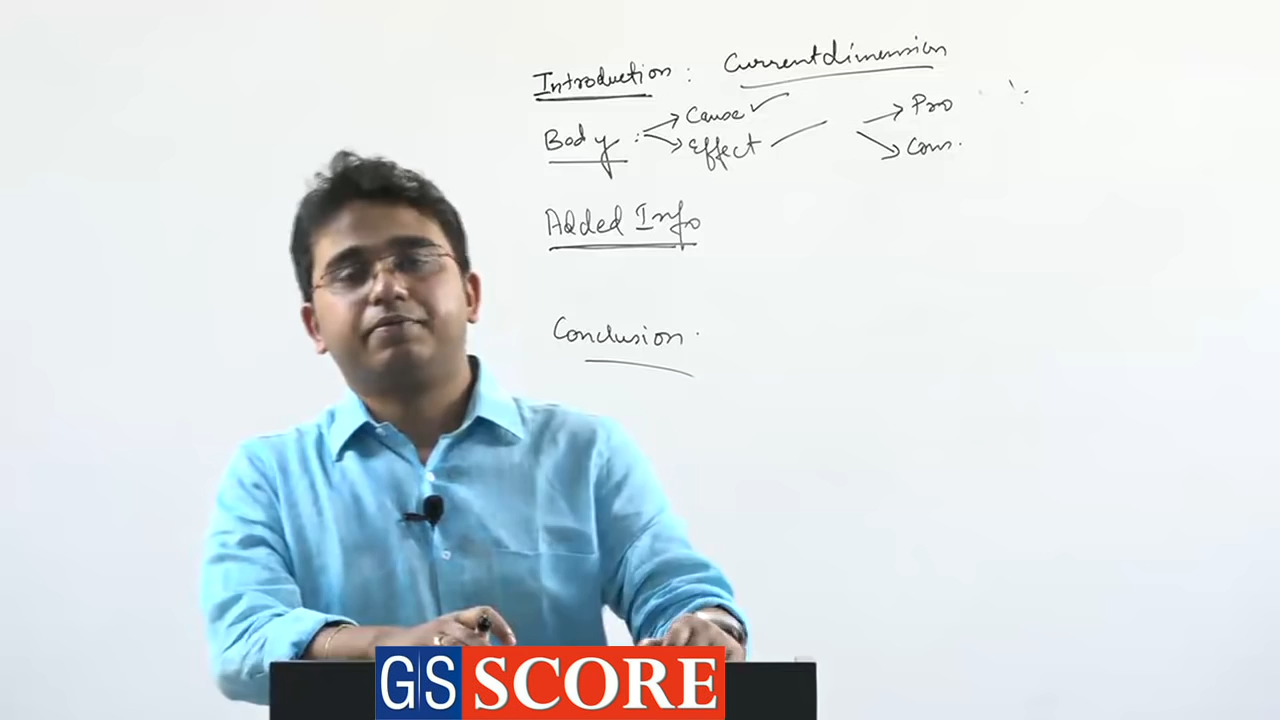 Introduction : Current dimension
Body : Cause Pro
Effect Cons.
Added Info
Conclusion.
GS SCORE